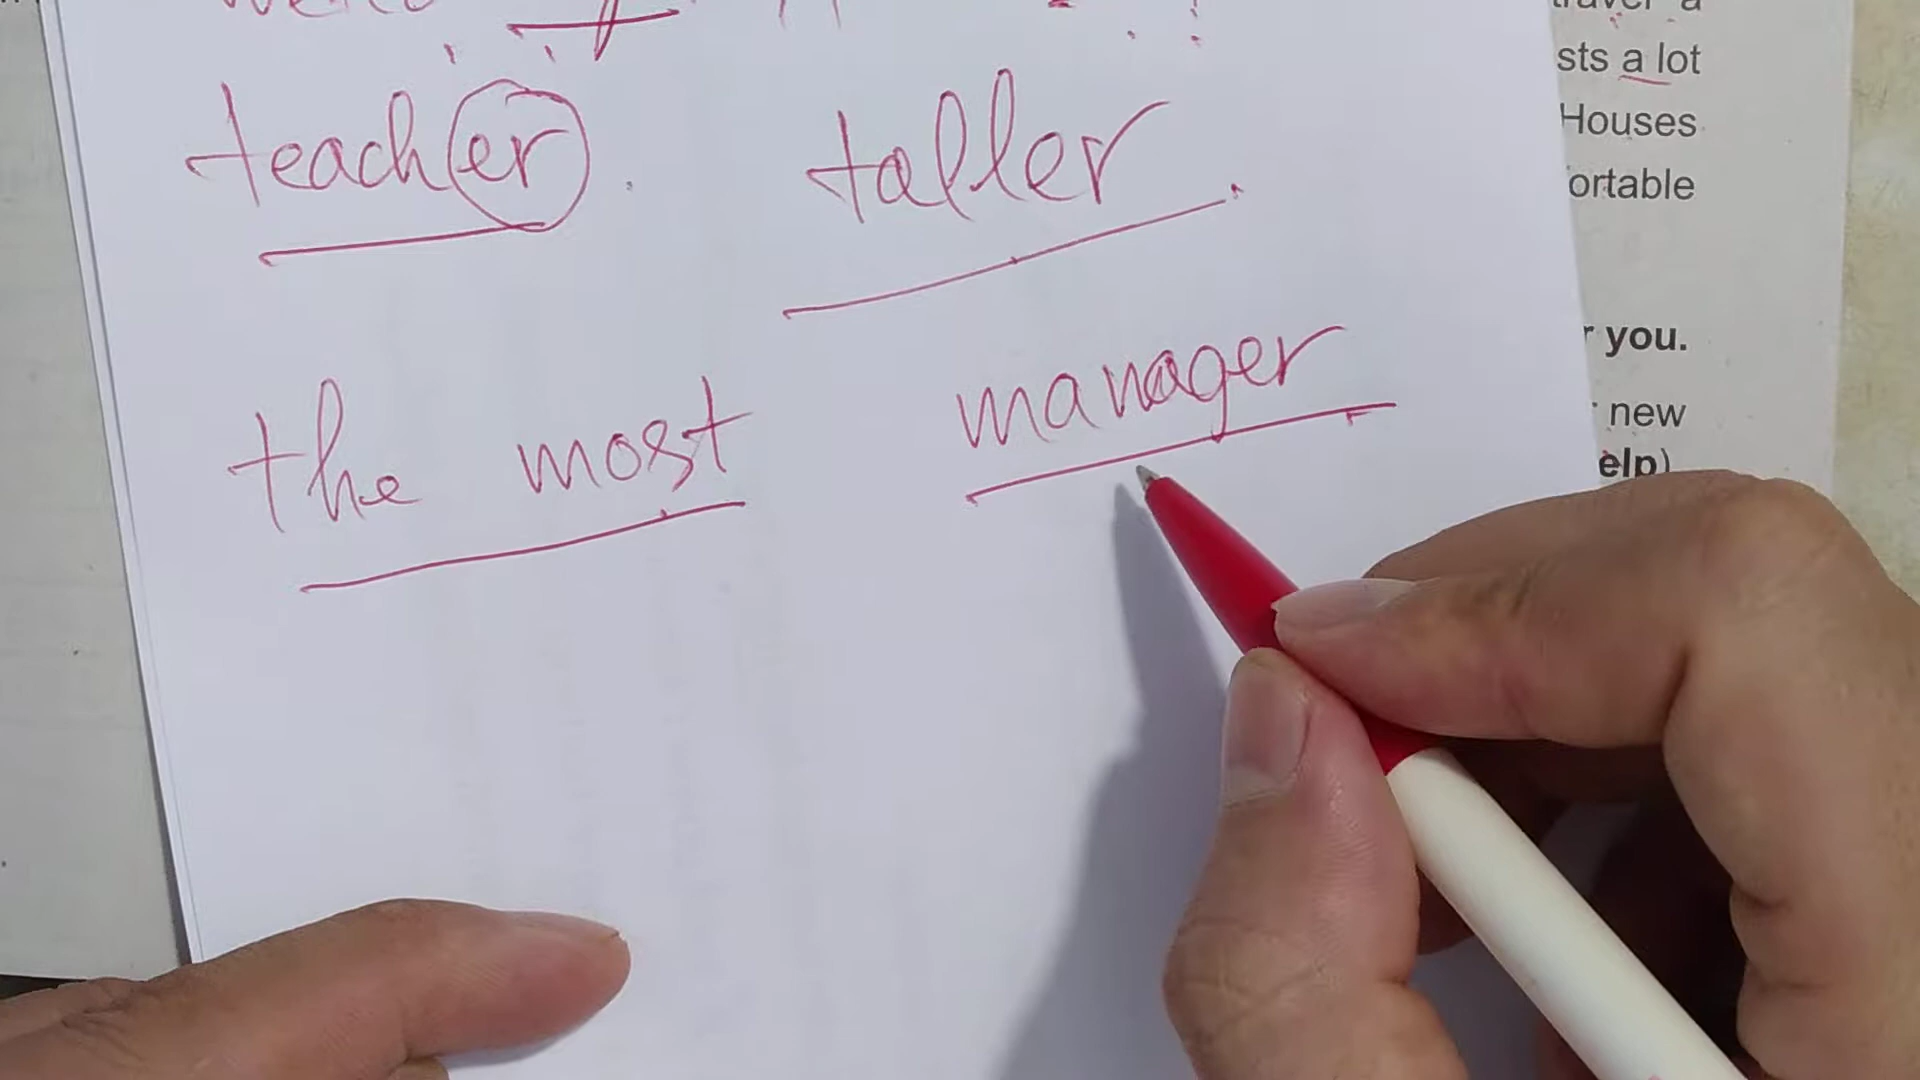 teacher. taller.
the most manager
a
sts a lot
Houses
ortable
r you.
new
elp)